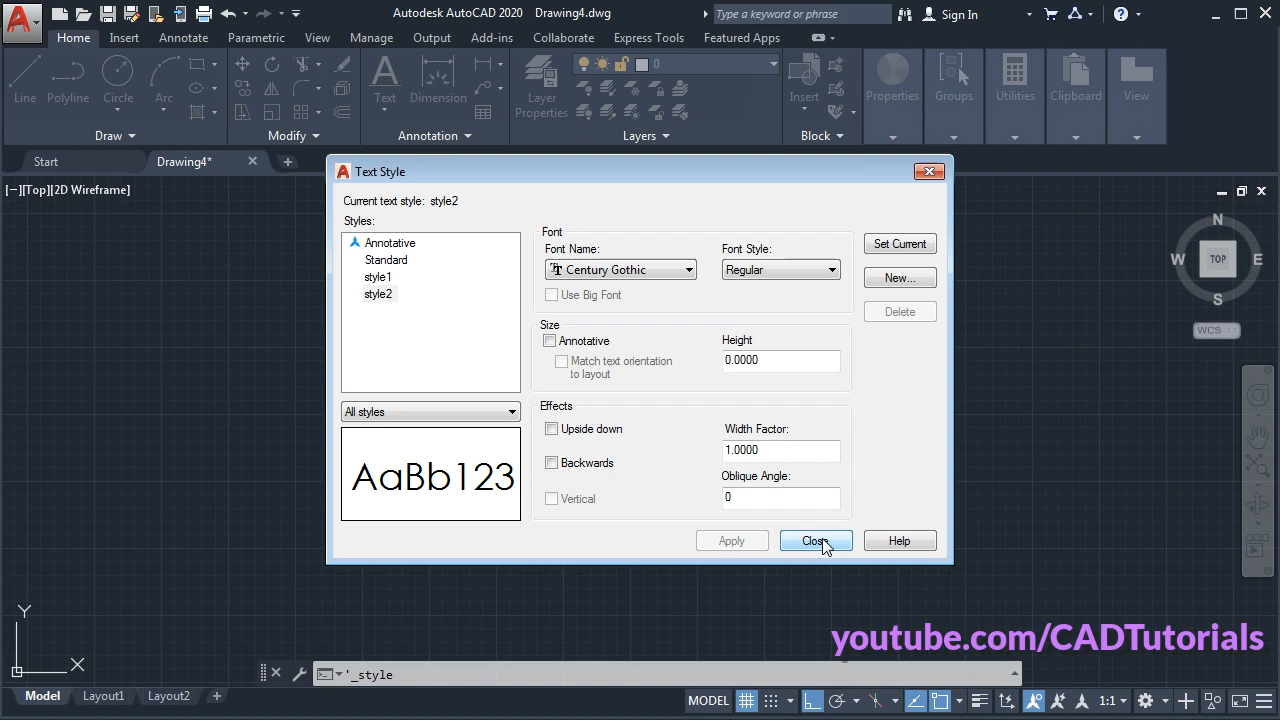 Autodesk AutoCAD 2020 Drawing4.dwg
Type a keyword or phrase
Sign In
Home Insert Annotate Parametric View Manage Output Add-ins Collaborate Express Tools Featured Apps
0
Line Polyline Circle Arc
Text Dimension
Layer
Properties
Insert
Properties Groups Utilities Clipboard View
Draw Modify Annotation Layers Block
Start Drawing4*
[−][Top][2D Wireframe]
Text Style
Current text style: style2
Styles:
Annotative
Standard
style1
style2
All styles
AaBb123
Font
Font Name: Font Style:
Century Gothic Regular
Use Big Font
Size
Annotative Height
Match text orientation
to layout
0.0000
Effects
Upside down Width Factor:
1.0000
Backwards
Oblique Angle:
Vertical 0
Set Current
New...
Delete
Apply Close Help
N
W TOP E
S
WCS
Y
X
youtube.com/CADTutorials
'_style
Model Layout1 Layout2
MODEL 1:1